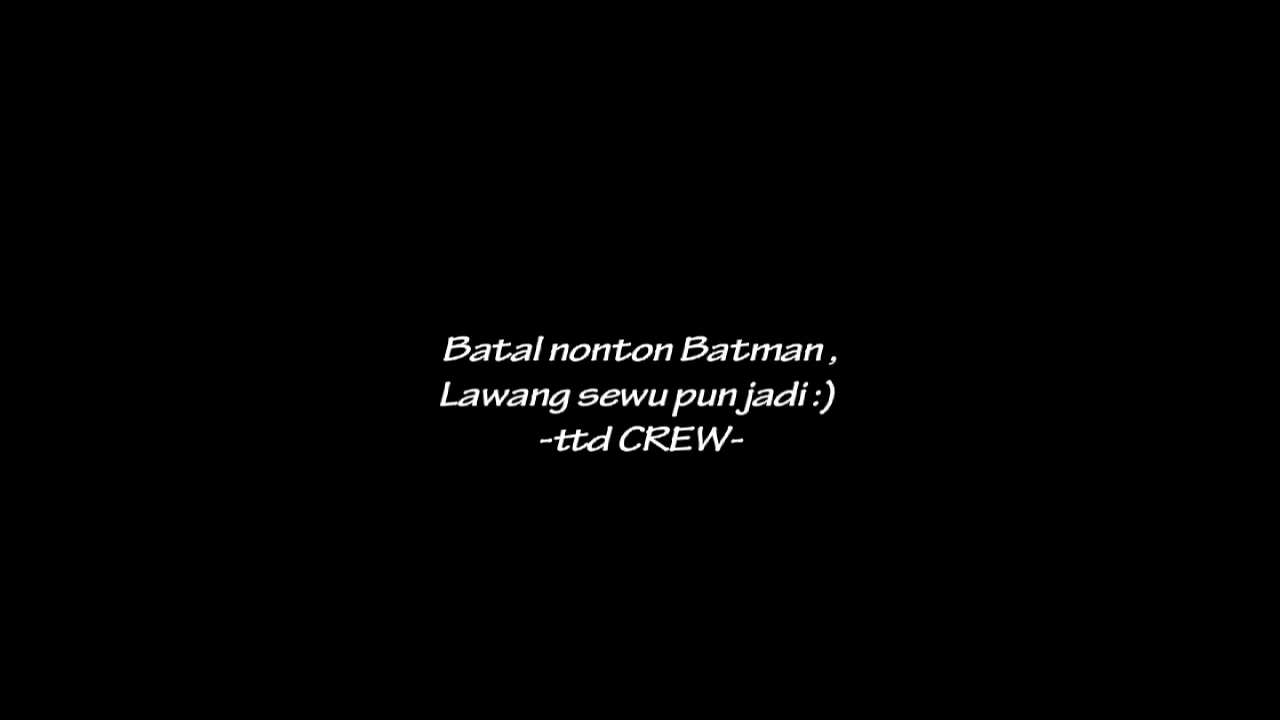 Batal nonton Batman ,
Lawang sewu pun jadi :)
-ttd CREW-